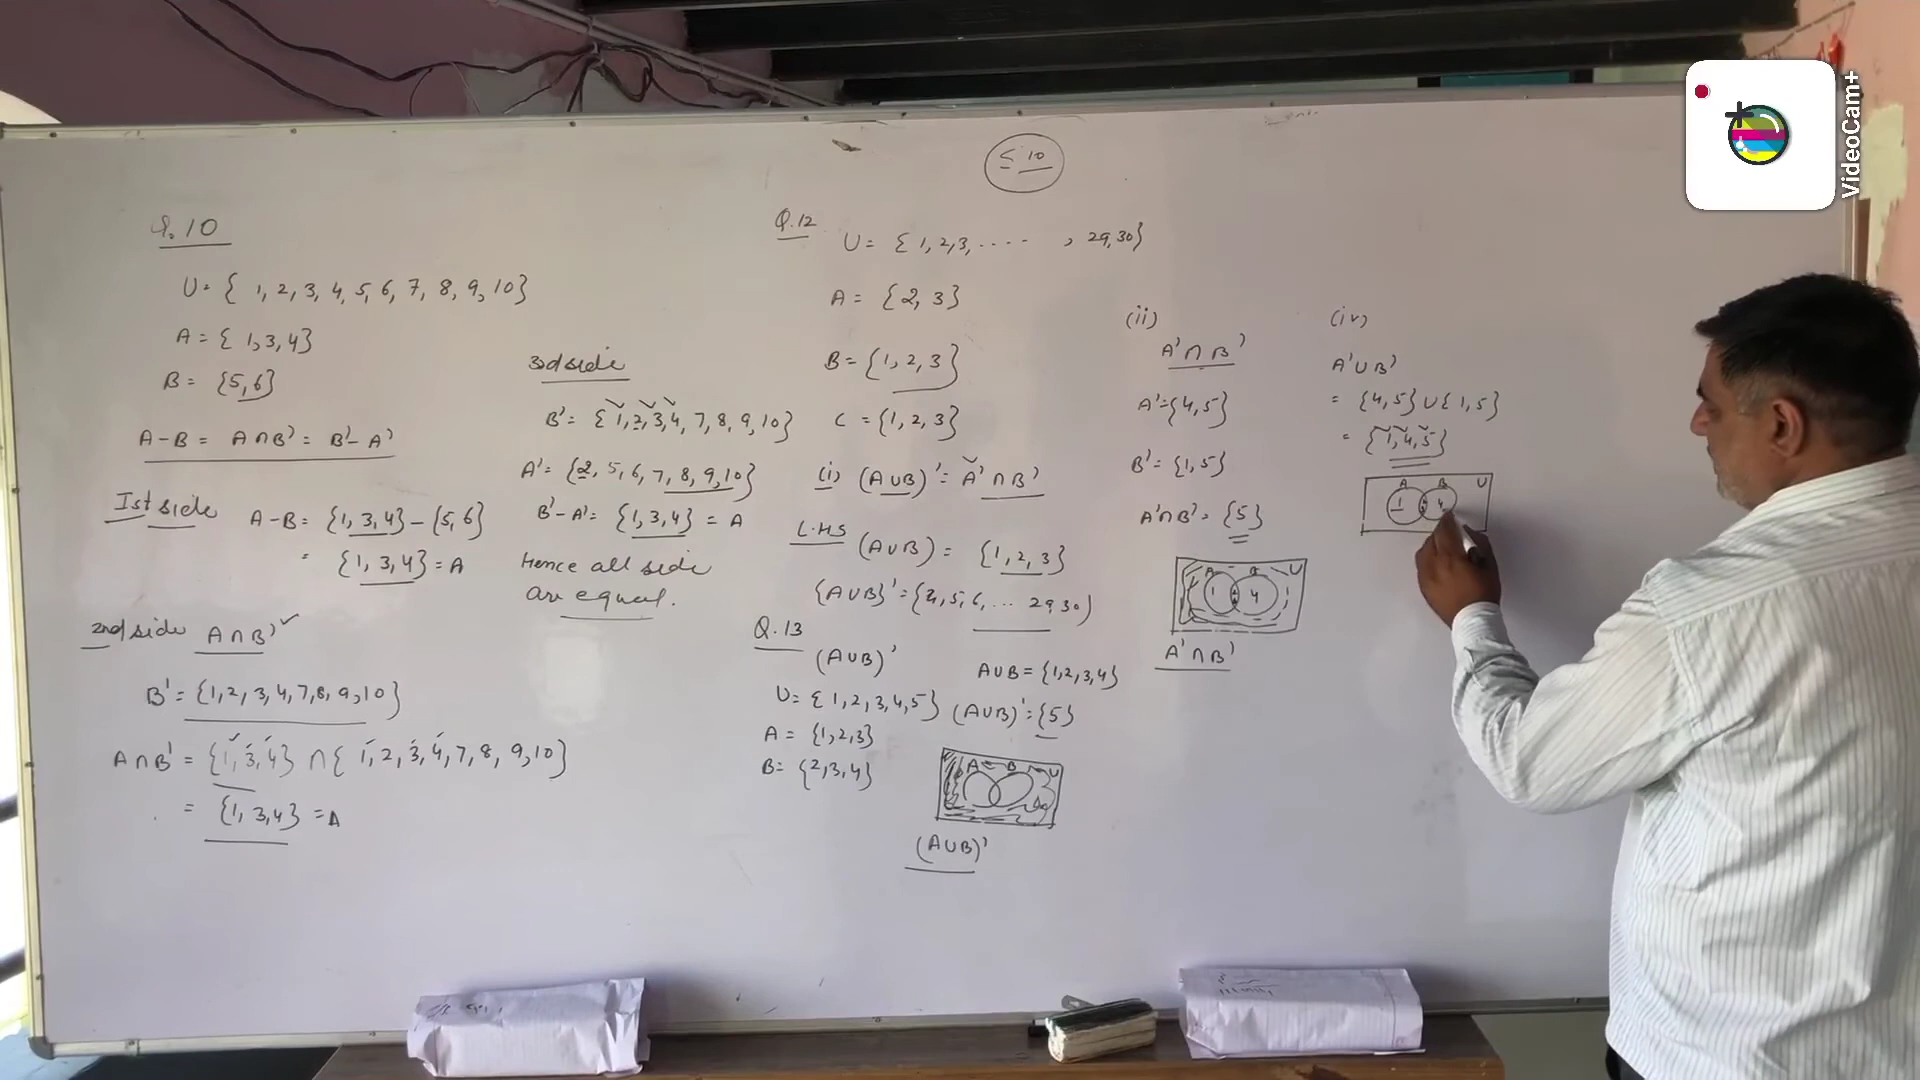 Q.10
U = { 1, 2, 3, 4, 5, 6, 7, 8, 9, 10}
A = { 1, 3, 4}
B = {5, 6}
A - B = A ∩ B' = B' - A'
Ist side
A - B = {1, 3, 4} - {5, 6}
= {1, 3, 4} = A
2nd side A ∩ B'
B' = {1, 2, 3, 4, 7, 8, 9, 10}
A ∩ B' = {1, 3, 4} ∩ { 1, 2, 3, 4, 7, 8, 9, 10}
= {1, 3, 4} = A
3rd side
B' = { 1, 2, 3, 4, 7, 8, 9, 10}
A' = {2, 5, 6, 7, 8, 9, 10}
B' - A' = {1, 3, 4} = A
Hence all side
are equal.
10
Q.12
U = { 1, 2, 3, ...., 29, 30}
A = {2, 3}
B = {1, 2, 3}
C = {1, 2, 3}
(i) (A ∪ B)' = A' ∩ B'
L.H.S (A ∪ B) = {1, 2, 3}
(A ∪ B)' = {4, 5, 6, ... 29, 30}
Q.13
(A ∪ B)'
U = { 1, 2, 3, 4, 5}
A = {1, 2, 3}
B = {2, 3, 4}
A ∪ B = {1, 2, 3, 4}
(A ∪ B)' = {5}
A B U
(A ∪ B)'
(ii)
A' ∩ B'
A' = {4, 5}
B' = {1, 5}
A' ∩ B' = {5}
A B U
1 4
A' ∩ B'
(iv)
A' ∪ B'
= {4, 5} ∪ { 1, 5}
= {1, 4, 5}
A B U
1 4
VideoCam+